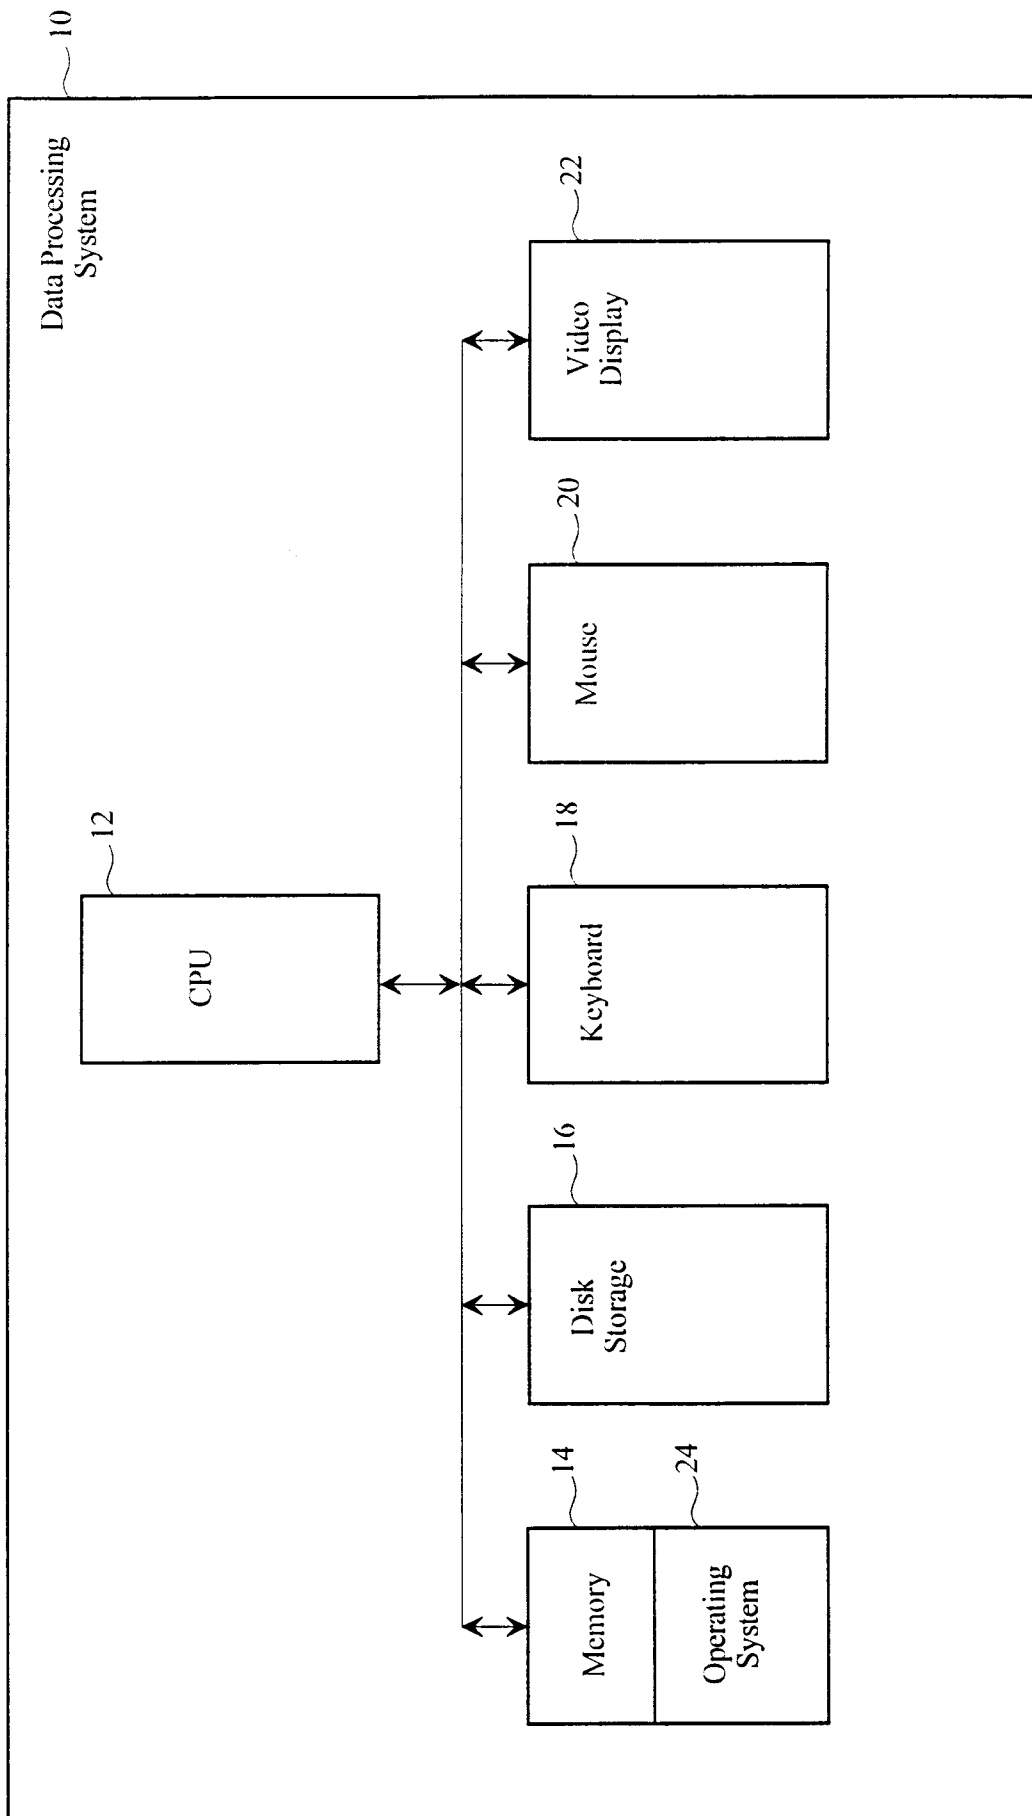 10
Data Processing
System
12
CPU
14
Memory
24
Operating
System
16
Disk
Storage
18
Keyboard
20
Mouse
22
Video
Display